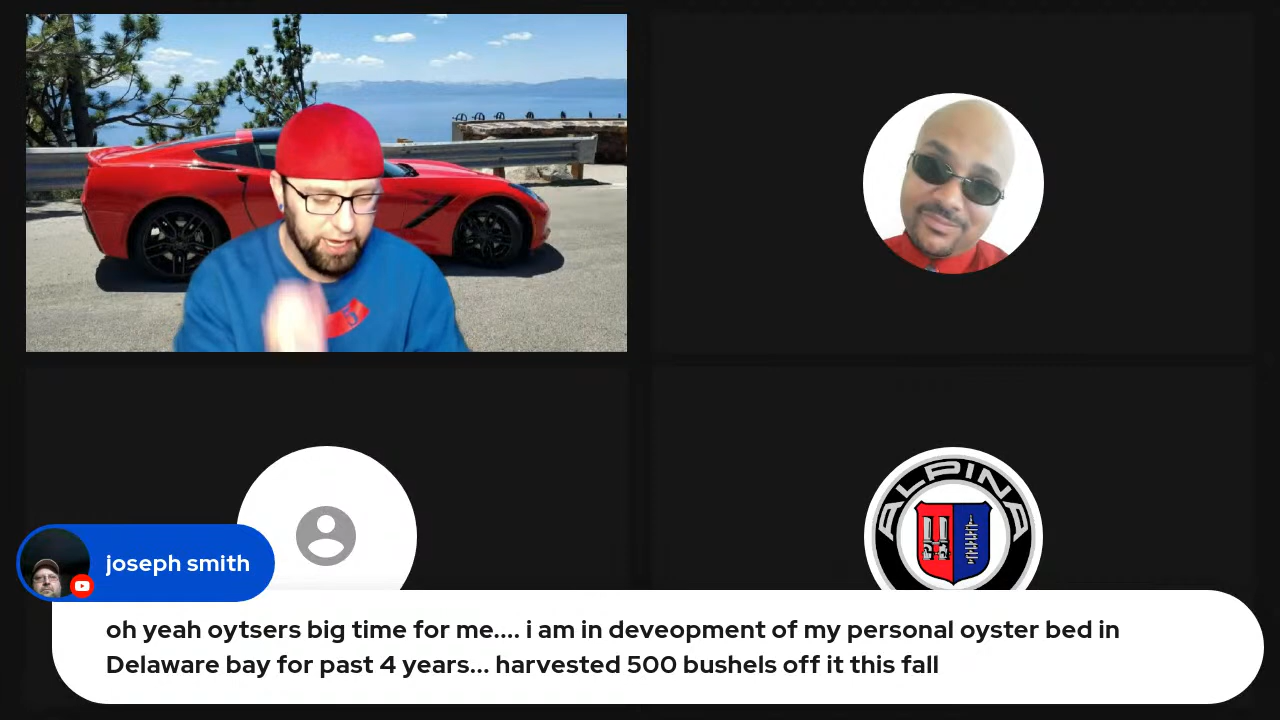 5
ALPINA
joseph smith
oh yeah oytsers big time for me.... i am in deveopment of my personal oyster bed in
Delaware bay for past 4 years... harvested 500 bushels off it this fall